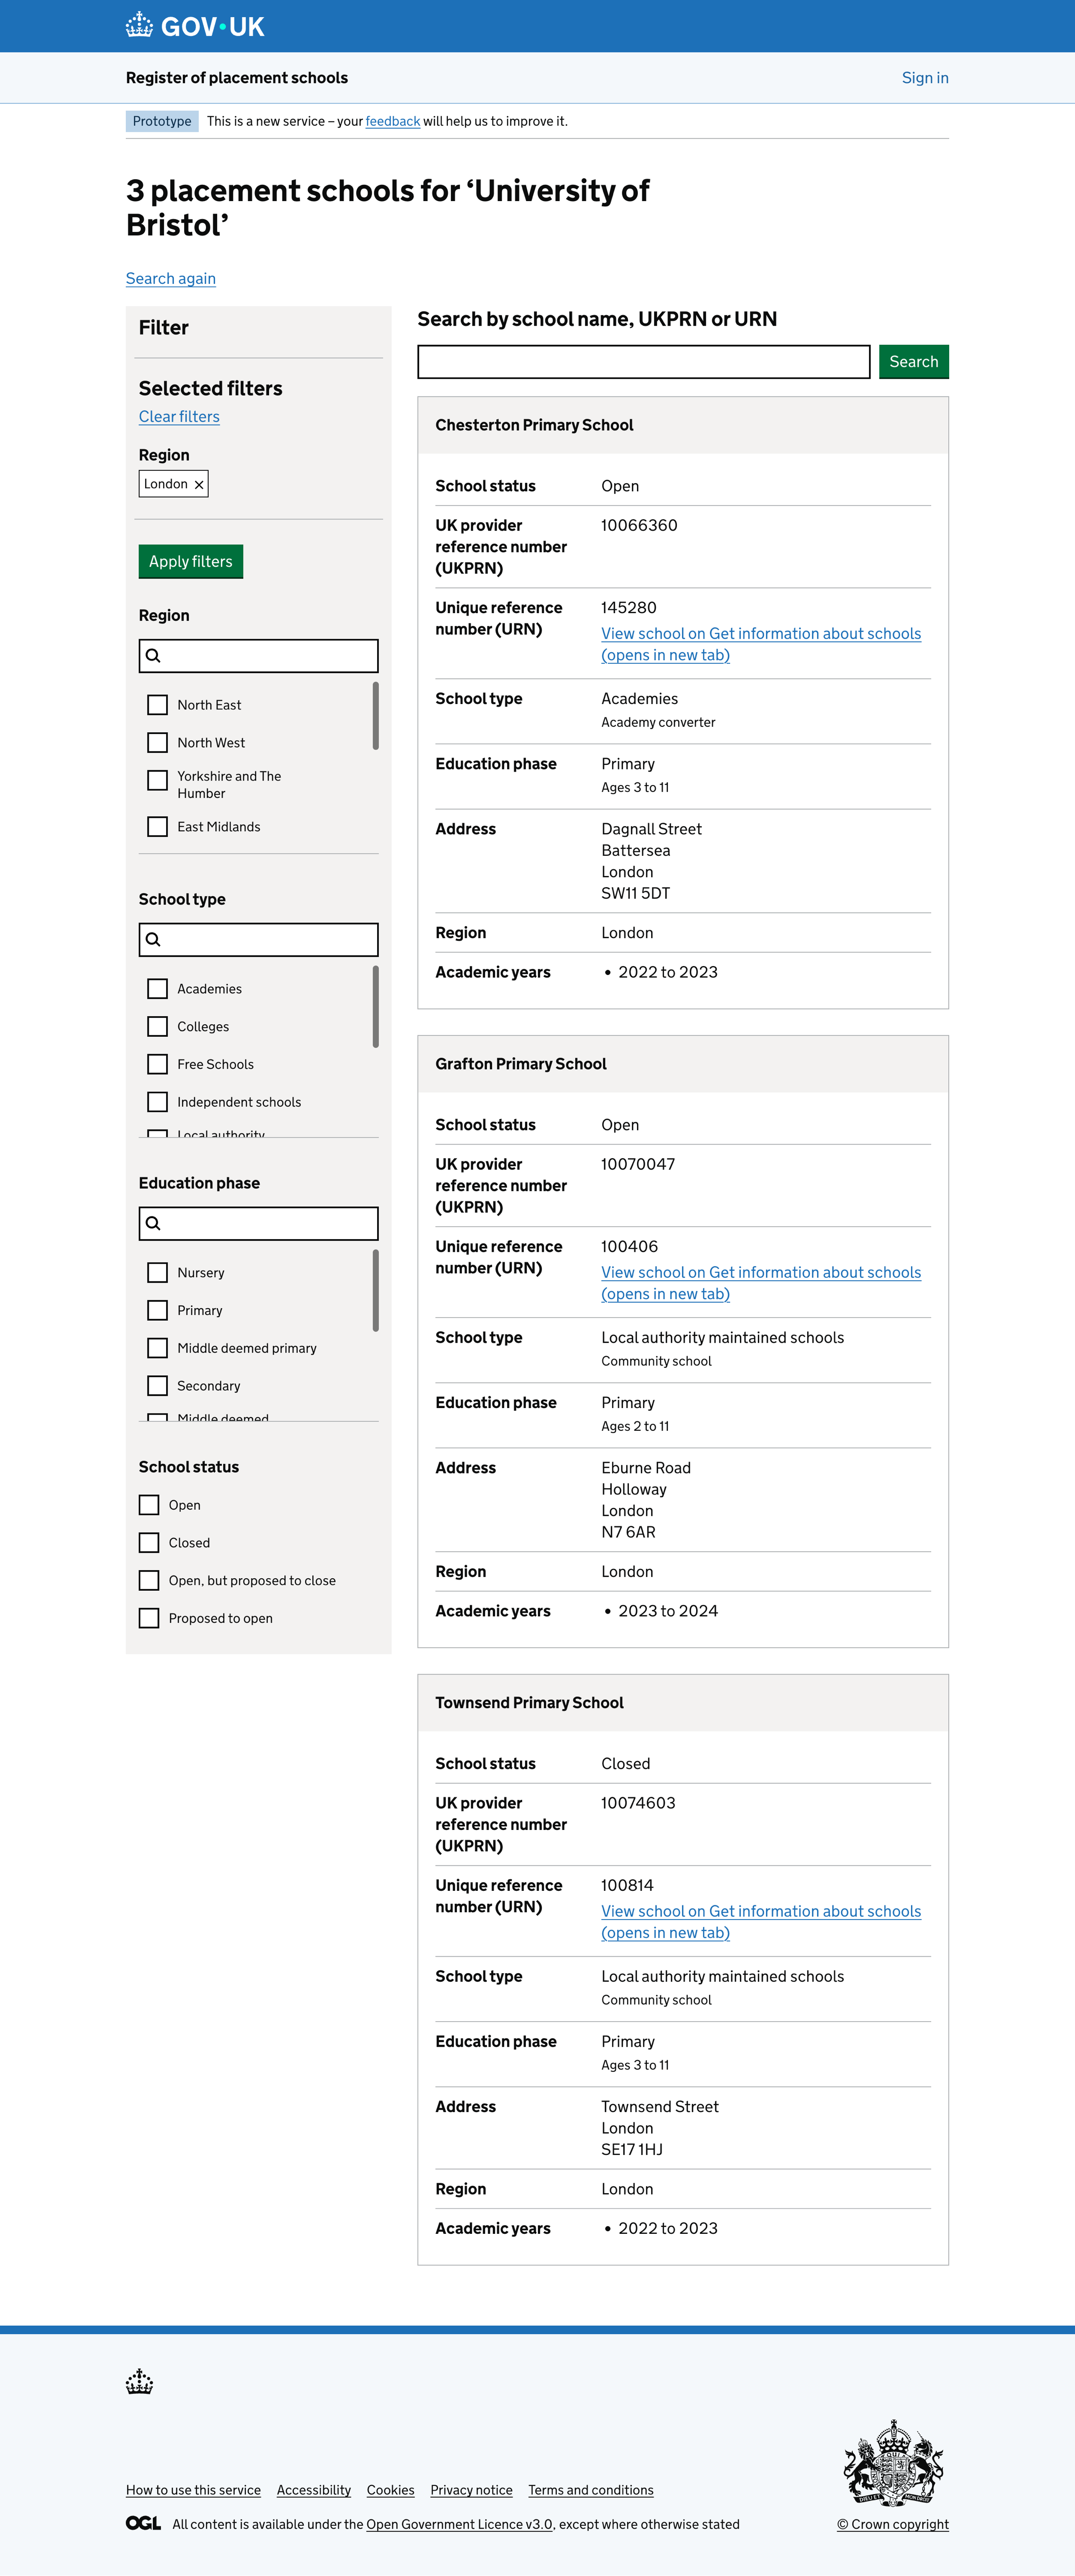 GOV·UK
Register of placement schools
Sign in
Prototype
This is a new service – your feedback will help us to improve it.
3 placement schools for ‘University of
Bristol’
Search again
Filter
Selected filters
Clear filters
Region
London
Apply filters
Region
North East
North West
Yorkshire and The
Humber
East Midlands
School type
Academies
Colleges
Free Schools
Independent schools
Local authority
Education phase
Nursery
Primary
Middle deemed primary
Secondary
Middle deemed
School status
Open
Closed
Open, but proposed to close
Proposed to open
Search by school name, UKPRN or URN
Search
Chesterton Primary School
School status Open
UK provider 10066360
reference number
(UKPRN)
Unique reference 145280
number (URN) View school on Get information about schools
(opens in new tab)
School type Academies
Academy converter
Education phase Primary
Ages 3 to 11
Address Dagnall Street
Battersea
London
SW11 5DT
Region London
Academic years • 2022 to 2023
Grafton Primary School
School status Open
UK provider 10070047
reference number
(UKPRN)
Unique reference 100406
number (URN) View school on Get information about schools
(opens in new tab)
School type Local authority maintained schools
Community school
Education phase Primary
Ages 2 to 11
Address Eburne Road
Holloway
London
N7 6AR
Region London
Academic years • 2023 to 2024
Townsend Primary School
School status Closed
UK provider 10074603
reference number
(UKPRN)
Unique reference 100814
number (URN) View school on Get information about schools
(opens in new tab)
School type Local authority maintained schools
Community school
Education phase Primary
Ages 3 to 11
Address Townsend Street
London
SE17 1HJ
Region London
Academic years • 2022 to 2023
How to use this service Accessibility Cookies Privacy notice Terms and conditions
OGL All content is available under the Open Government Licence v3.0, except where otherwise stated
© Crown copyright